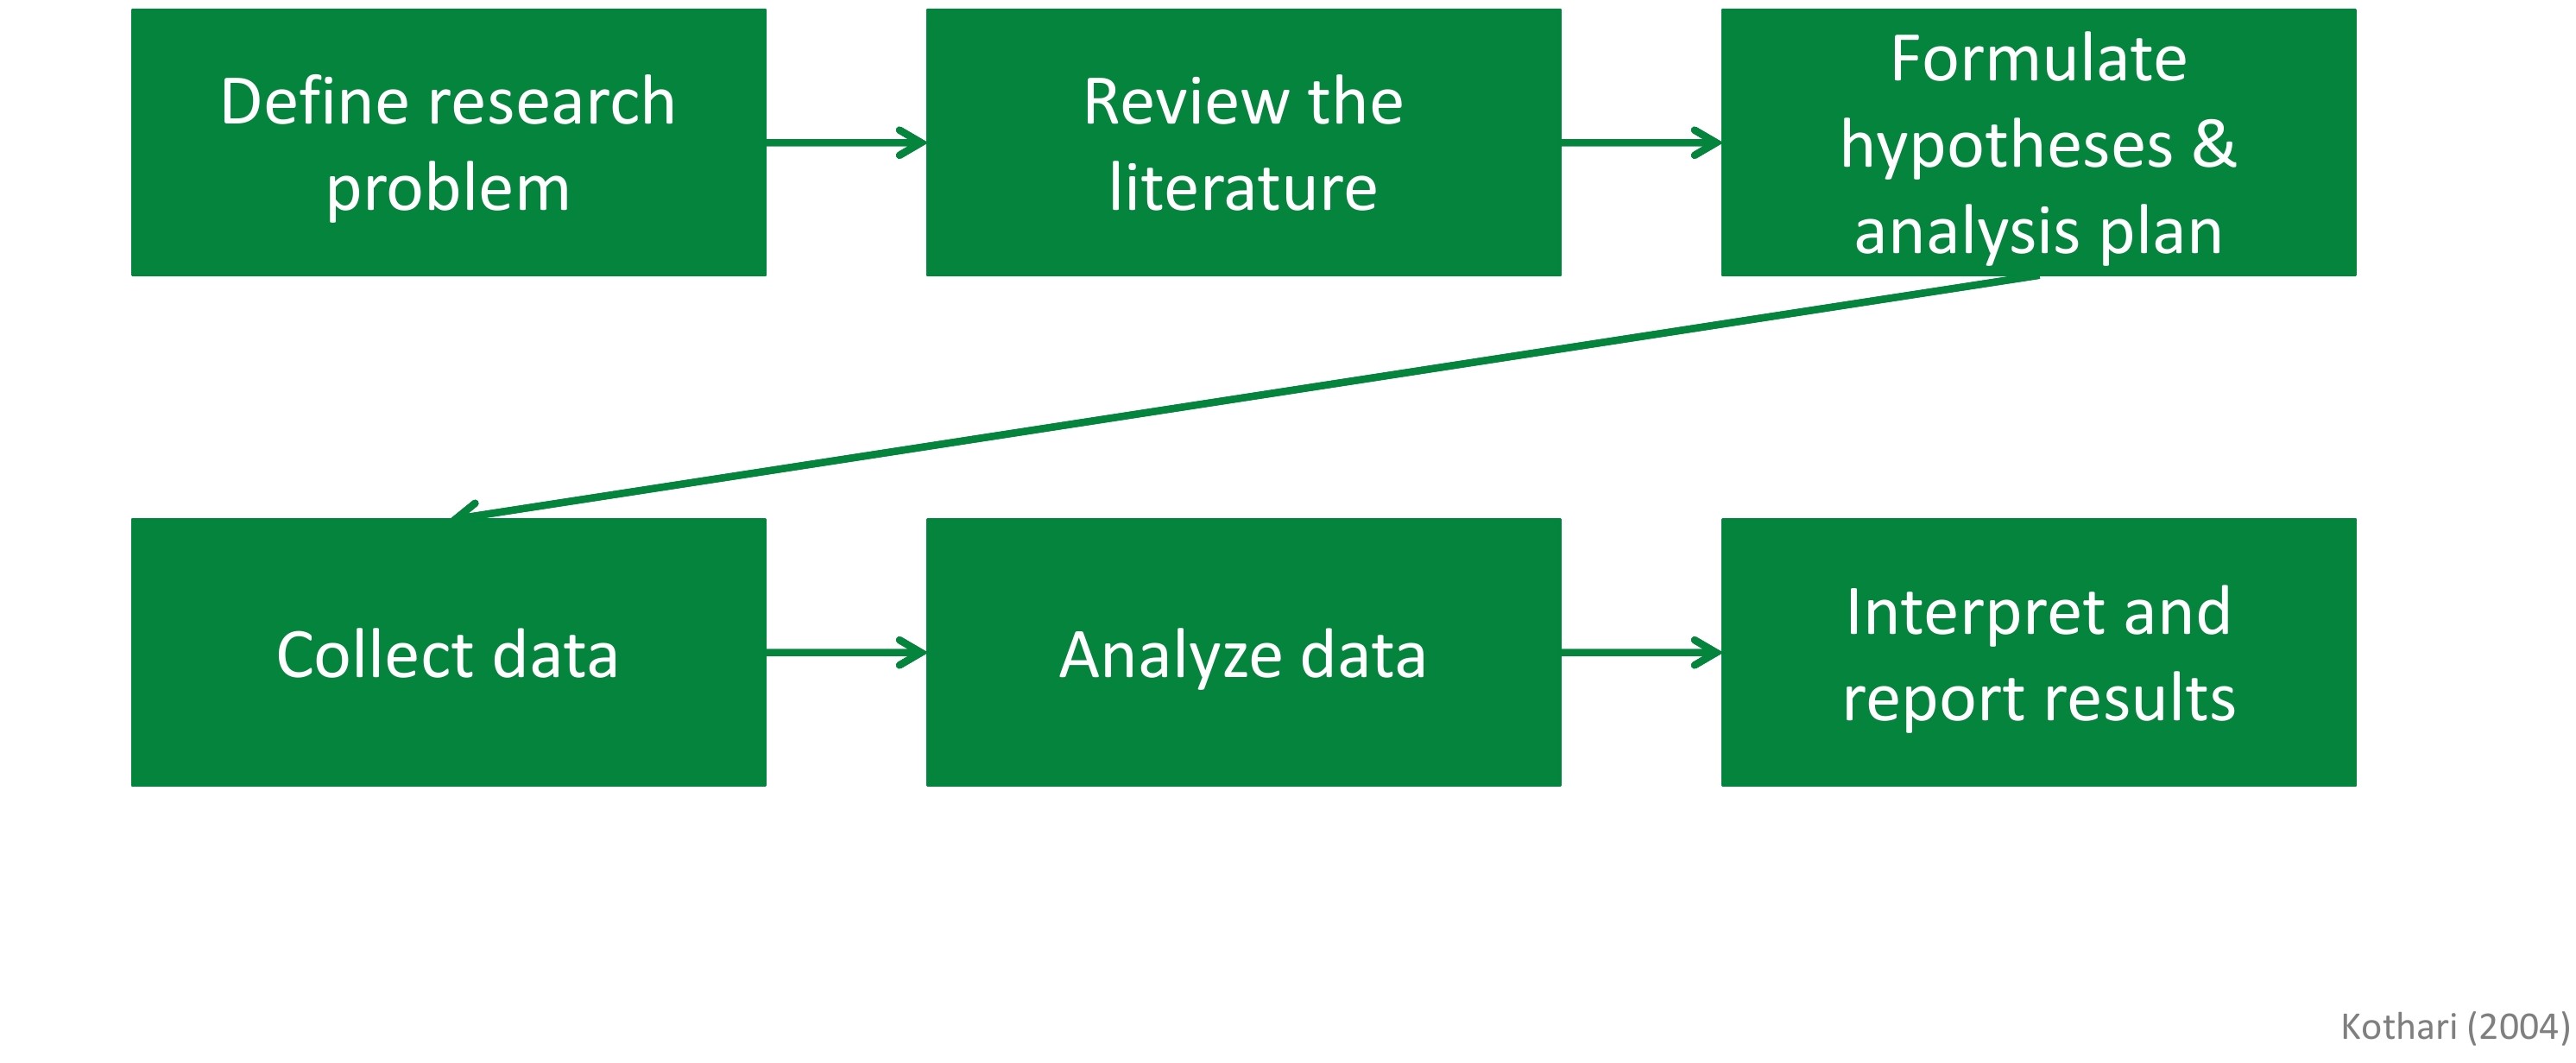 Define research
problem
Review the
literature
Formulate
hypotheses &
analysis plan
Collect data
Analyze data
Interpret and
report results
Kothari (2004)